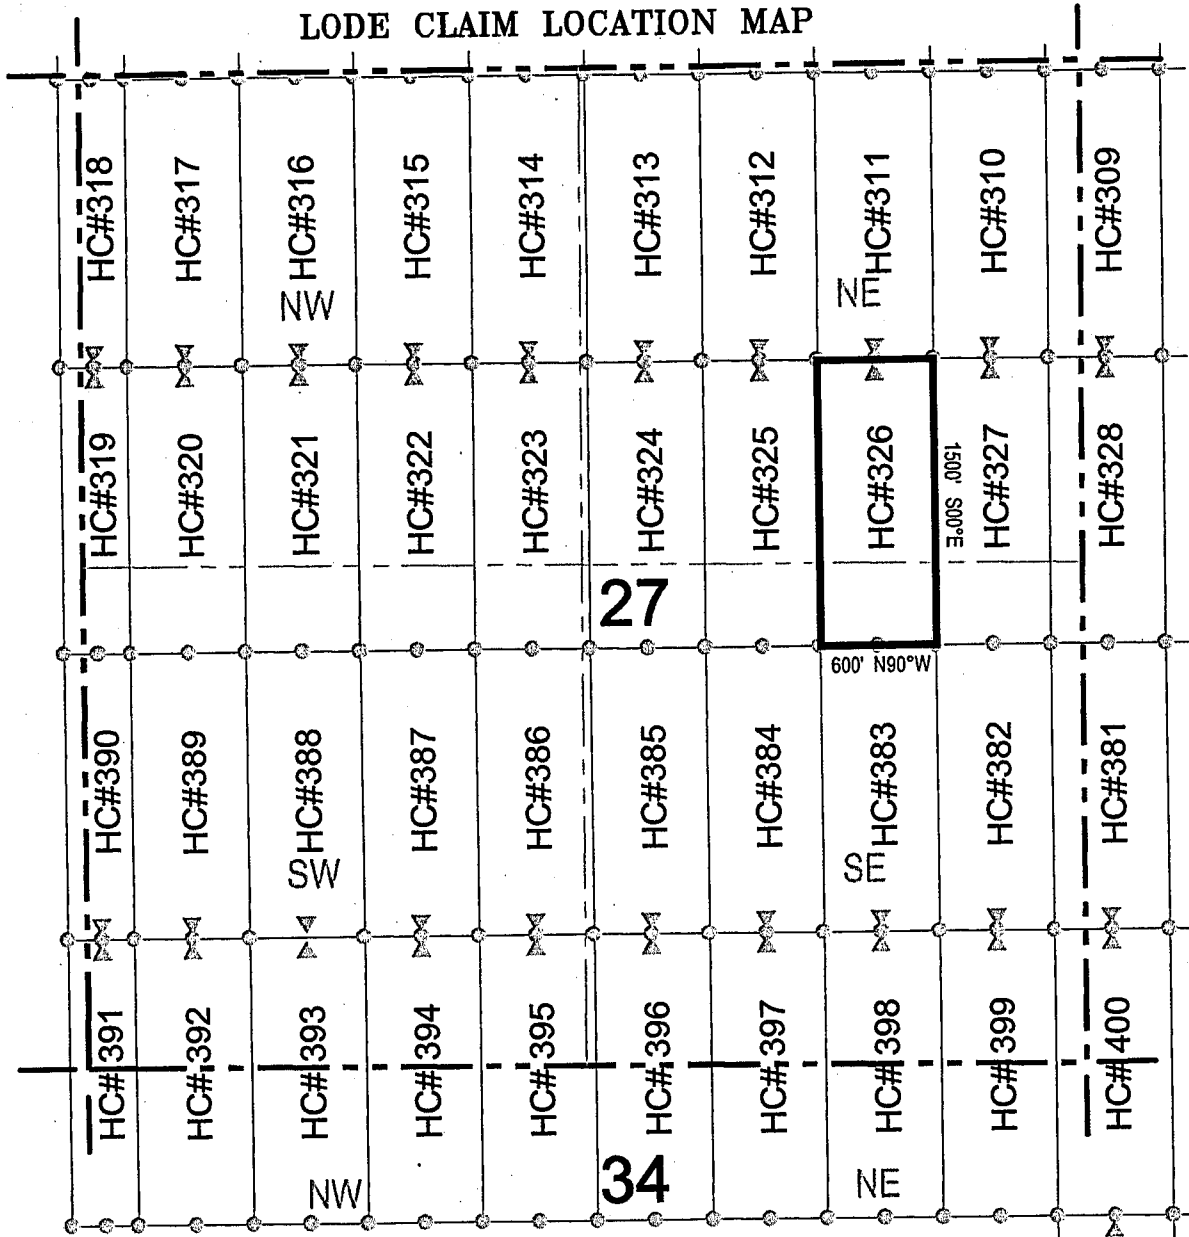 LODE CLAIM LOCATION MAP
HC#318
HC#317
HC#316
HC#315
HC#314
HC#313
HC#312
HC#311
HC#310
HC#309
NW
NE
HC#319
HC#320
HC#321
HC#322
HC#323
HC#324
HC#325
HC#326
1500' S00°E
HC#327
HC#328
27
600' N90°W
HC#390
HC#389
HC#388
HC#387
HC#386
HC#385
HC#384
HC#383
HC#382
HC#381
SW
SE
HC#391
HC#392
HC#393
HC#394
HC#395
HC#396
HC#397
HC#398
HC#399
HC#400
34
NW
NE